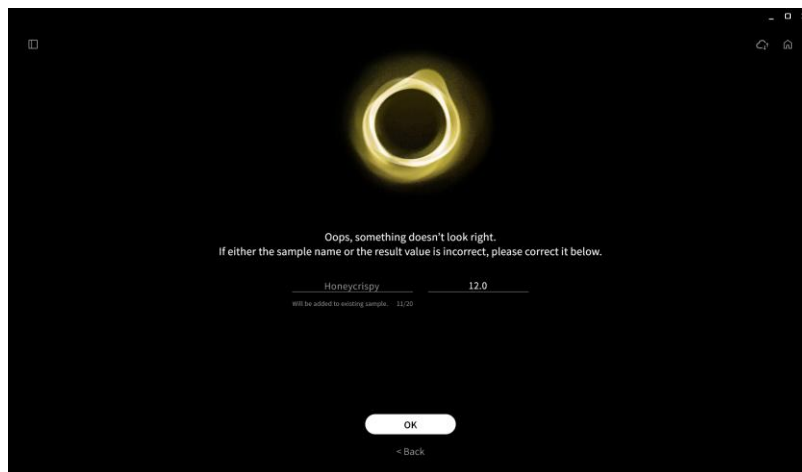 Oops, something doesn't look right.
If either the sample name or the result value is incorrect, please correct it below.
Honeycrispy 12.0
Will be added to existing sample. 11/20
OK
< Back